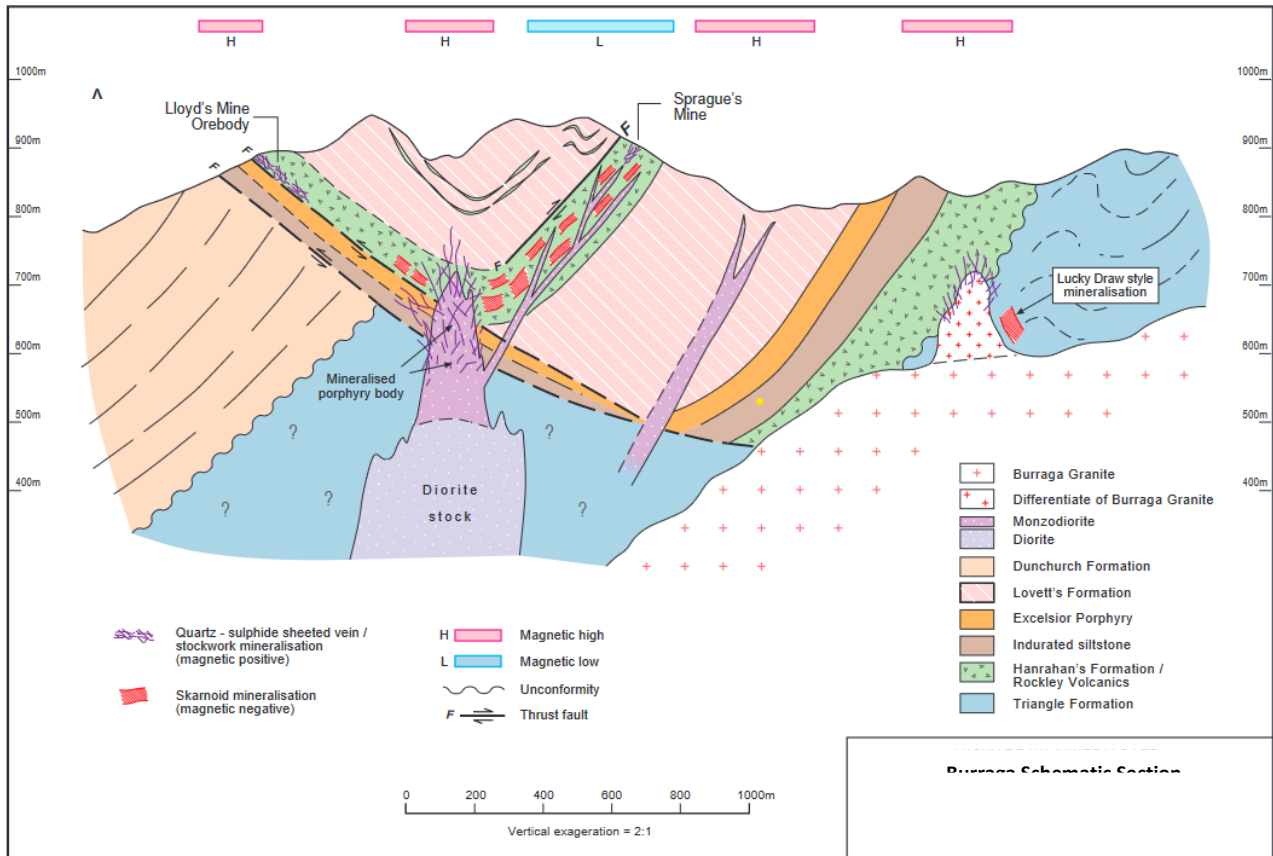 H
H
L
H
H
1000m
1000m
A
Lloyd's Mine
Orebody
Sprague's
Mine
900m
900m
F
F
F
800m
800m
700m
700m
F
Lucky Draw style
mineralisation
600m
600m
Mineralised
porphyry body
500m
500m
?
?
?
?
?
400m
400m
Diorite
stock
Burraga Granite
Differentiate of Burraga Granite
Monzodiorite
Diorite
Dunchurch Formation
Lovett's Formation
Excelsior Porphyry
Indurated siltstone
Hanrahan's Formation /
Rockley Volcanics
Triangle Formation
Quartz - sulphide sheeted vein /
stockwork mineralisation
(magnetic positive)
Skarnoid mineralisation
(magnetic negative)
H Magnetic high
L Magnetic low
Unconformity
F Thrust fault
Burraga Schematic Section
0 200 400 600 800 1000m
Vertical exageration = 2:1